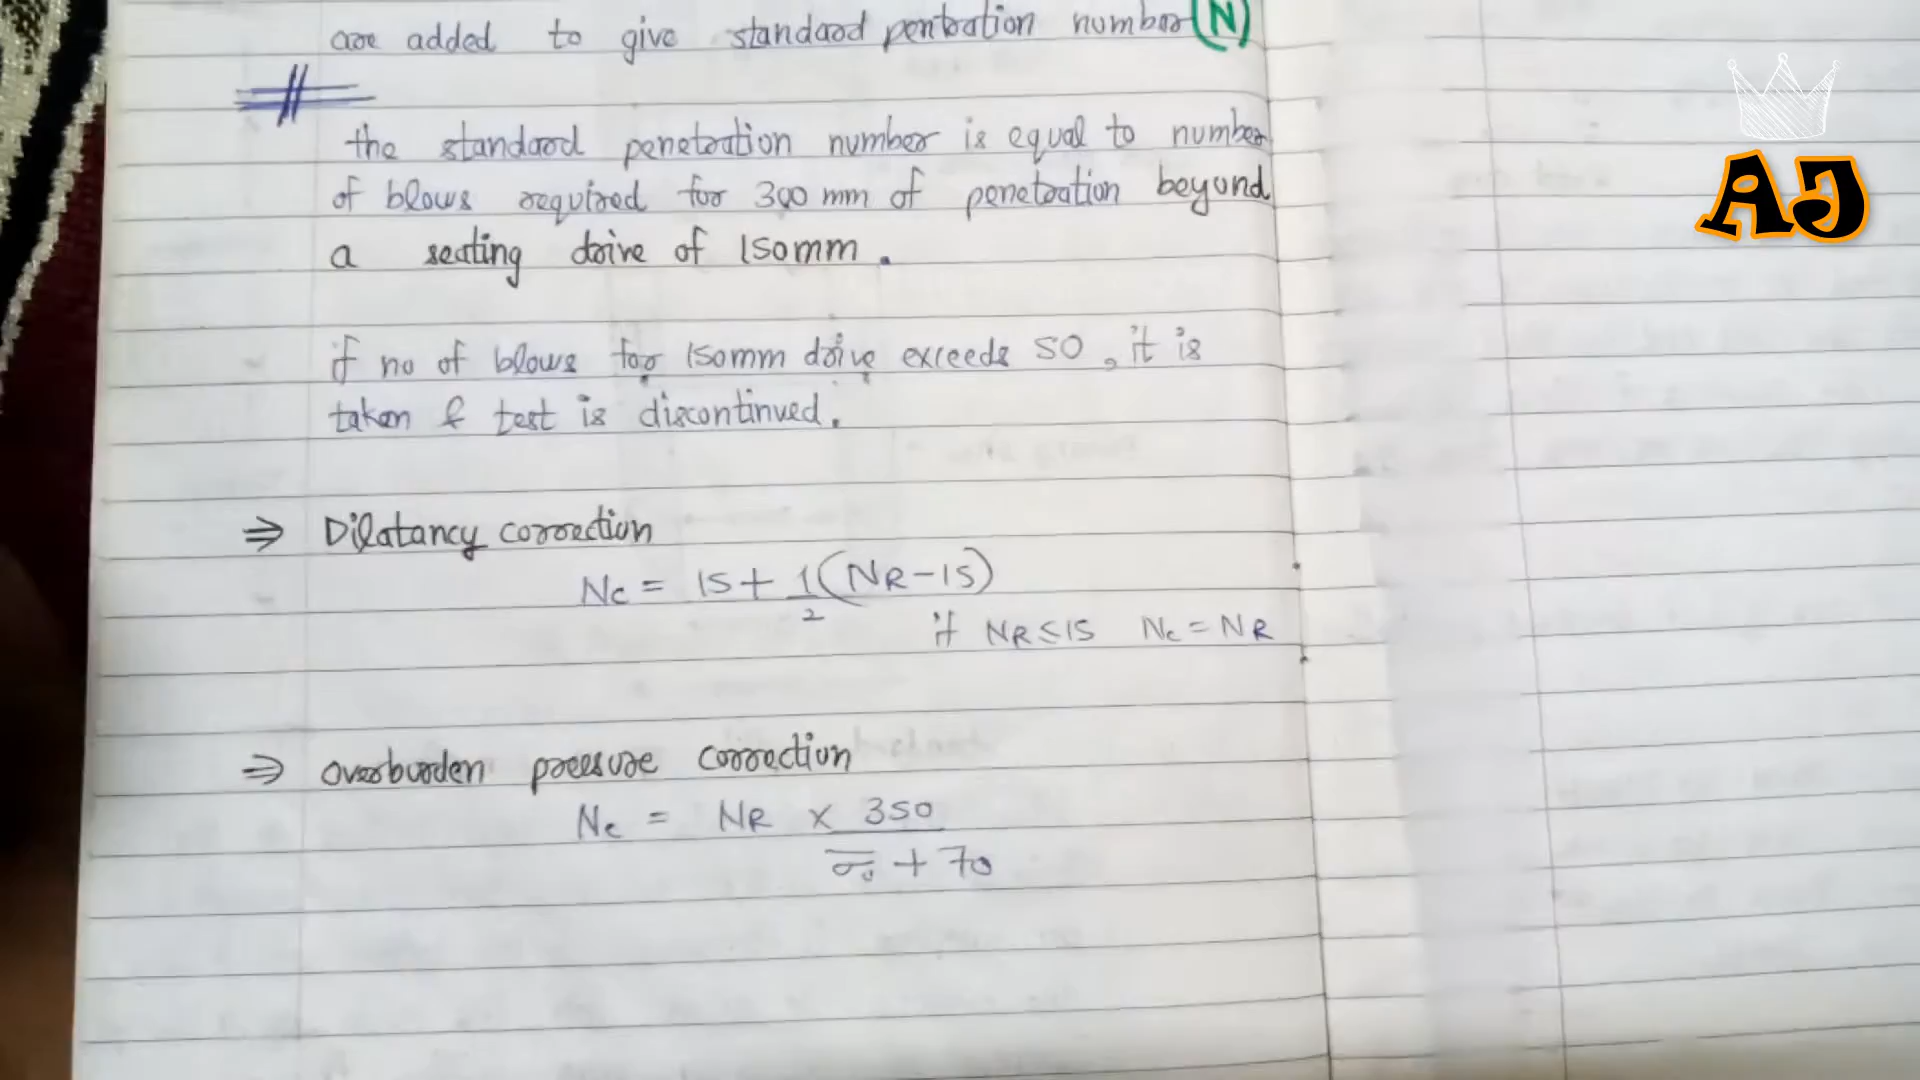 are added to give standard pentration number (N)
the standard penetration number is equal to number
of blows required for 300 mm of penetration beyond
a seating drive of 150mm.
if no of blows for 150mm drive exceeds 50, it is
taken & test is discontinued.
⇒ Dilatancy correction
Nc = 15 + 1/2 (NR - 15)
if NR ≤ 15 Nc = NR
⇒ overburden pressure correction
Nc = NR × 350
σ̄o + 70
AJ